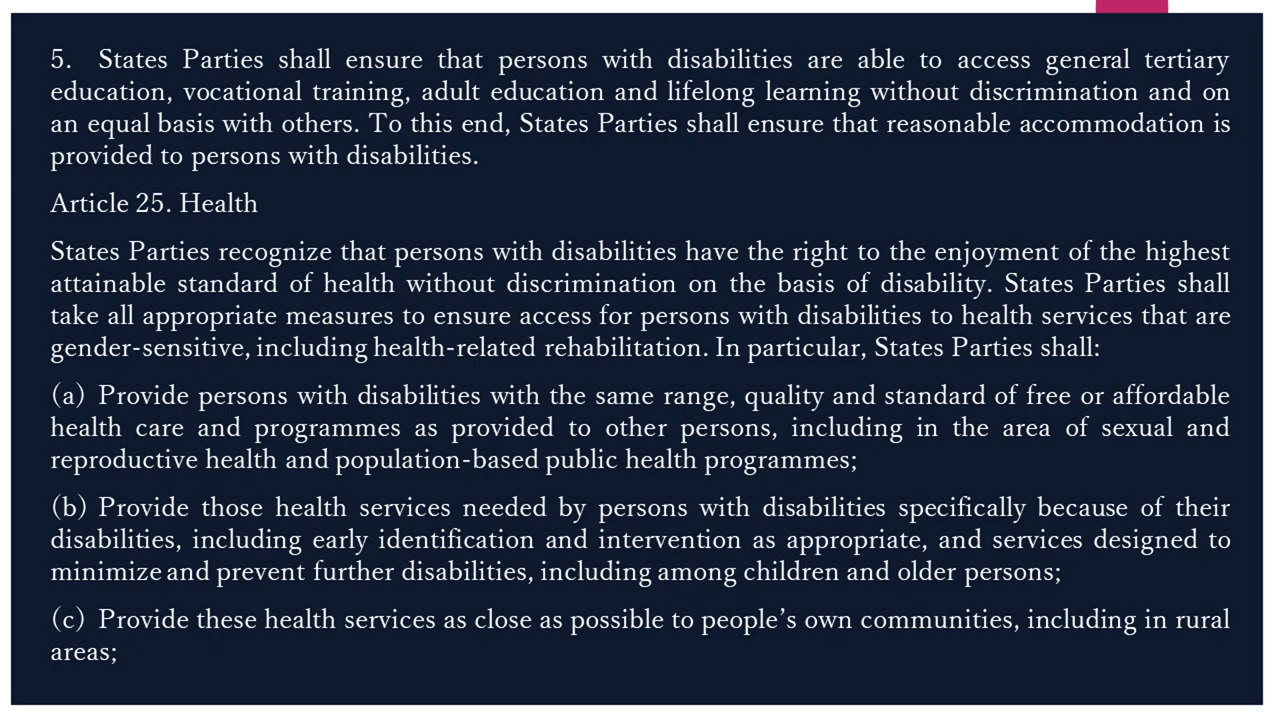 5. States Parties shall ensure that persons with disabilities are able to access general tertiary
education, vocational training, adult education and lifelong learning without discrimination and on
an equal basis with others. To this end, States Parties shall ensure that reasonable accommodation is
provided to persons with disabilities.
Article 25. Health
States Parties recognize that persons with disabilities have the right to the enjoyment of the highest
attainable standard of health without discrimination on the basis of disability. States Parties shall
take all appropriate measures to ensure access for persons with disabilities to health services that are
gender-sensitive, including health-related rehabilitation. In particular, States Parties shall:
(a) Provide persons with disabilities with the same range, quality and standard of free or affordable
health care and programmes as provided to other persons, including in the area of sexual and
reproductive health and population-based public health programmes;
(b) Provide those health services needed by persons with disabilities specifically because of their
disabilities, including early identification and intervention as appropriate, and services designed to
minimize and prevent further disabilities, including among children and older persons;
(c) Provide these health services as close as possible to people's own communities, including in rural
areas;